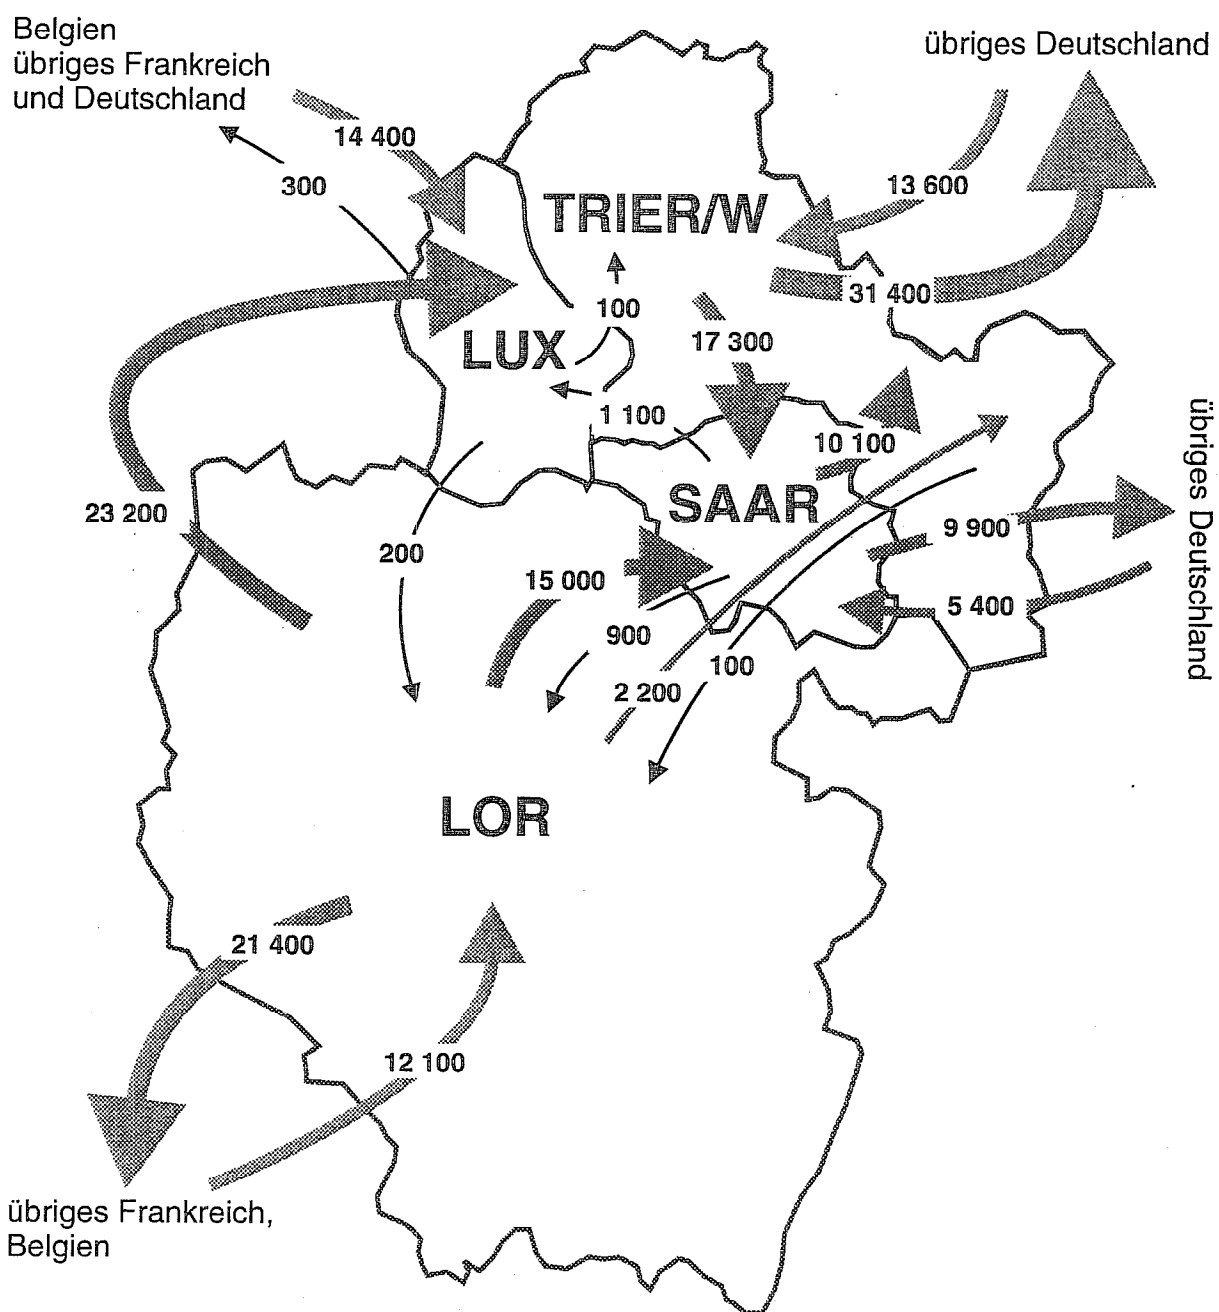 Belgien
übriges Frankreich
und Deutschland
übriges Deutschland
14 400
300
13 600
TRIER/W
31 400
100
17 300
LUX
1 100
10 100
übriges Deutschland
SAAR
23 200
9 900
200
15 000
5 400
900
100
2 200
LOR
21 400
12 100
übriges Frankreich,
Belgien